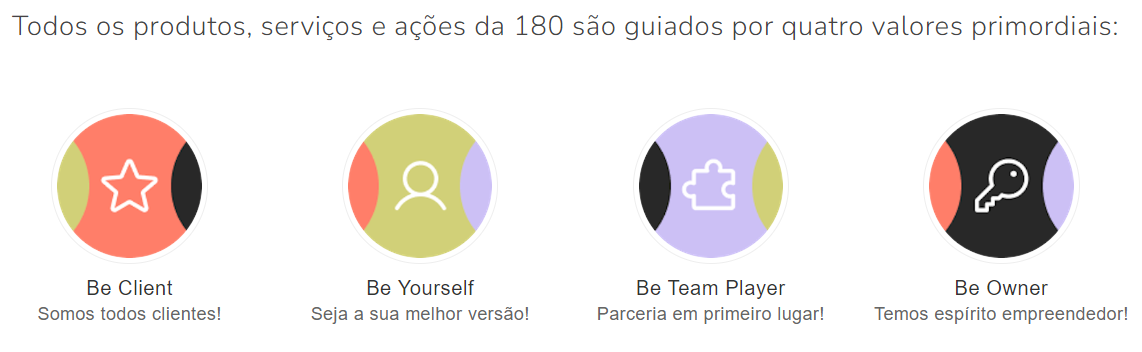 Todos os produtos, serviços e ações da 180 são guiados por quatro valores primordiais:
Be Client
Somos todos clientes!
Be Yourself
Seja a sua melhor versão!
Be Team Player
Parceria em primeiro lugar!
Be Owner
Temos espírito empreendedor!